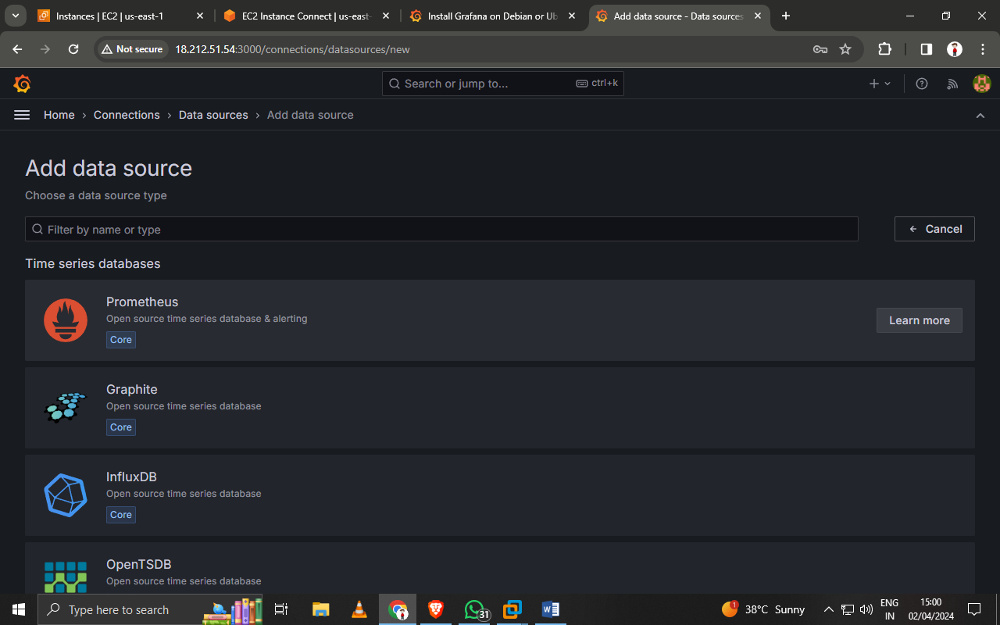 Instances | EC2 | us-east-1
EC2 Instance Connect | us-east-
Install Grafana on Debian or Ub
Add data source - Data sources
Not secure
18.212.51.54:3000/connections/datasources/new
Search or jump to...
ctrl+k
Home › Connections › Data sources › Add data source
Add data source
Choose a data source type
Filter by name or type
Cancel
Time series databases
Prometheus
Open source time series database & alerting
Core
Learn more
Graphite
Open source time series database
Core
InfluxDB
Open source time series database
Core
OpenTSDB
Open source time series database
Type here to search
31
W
1
38°C Sunny
ENG
IN
15:00
02/04/2024